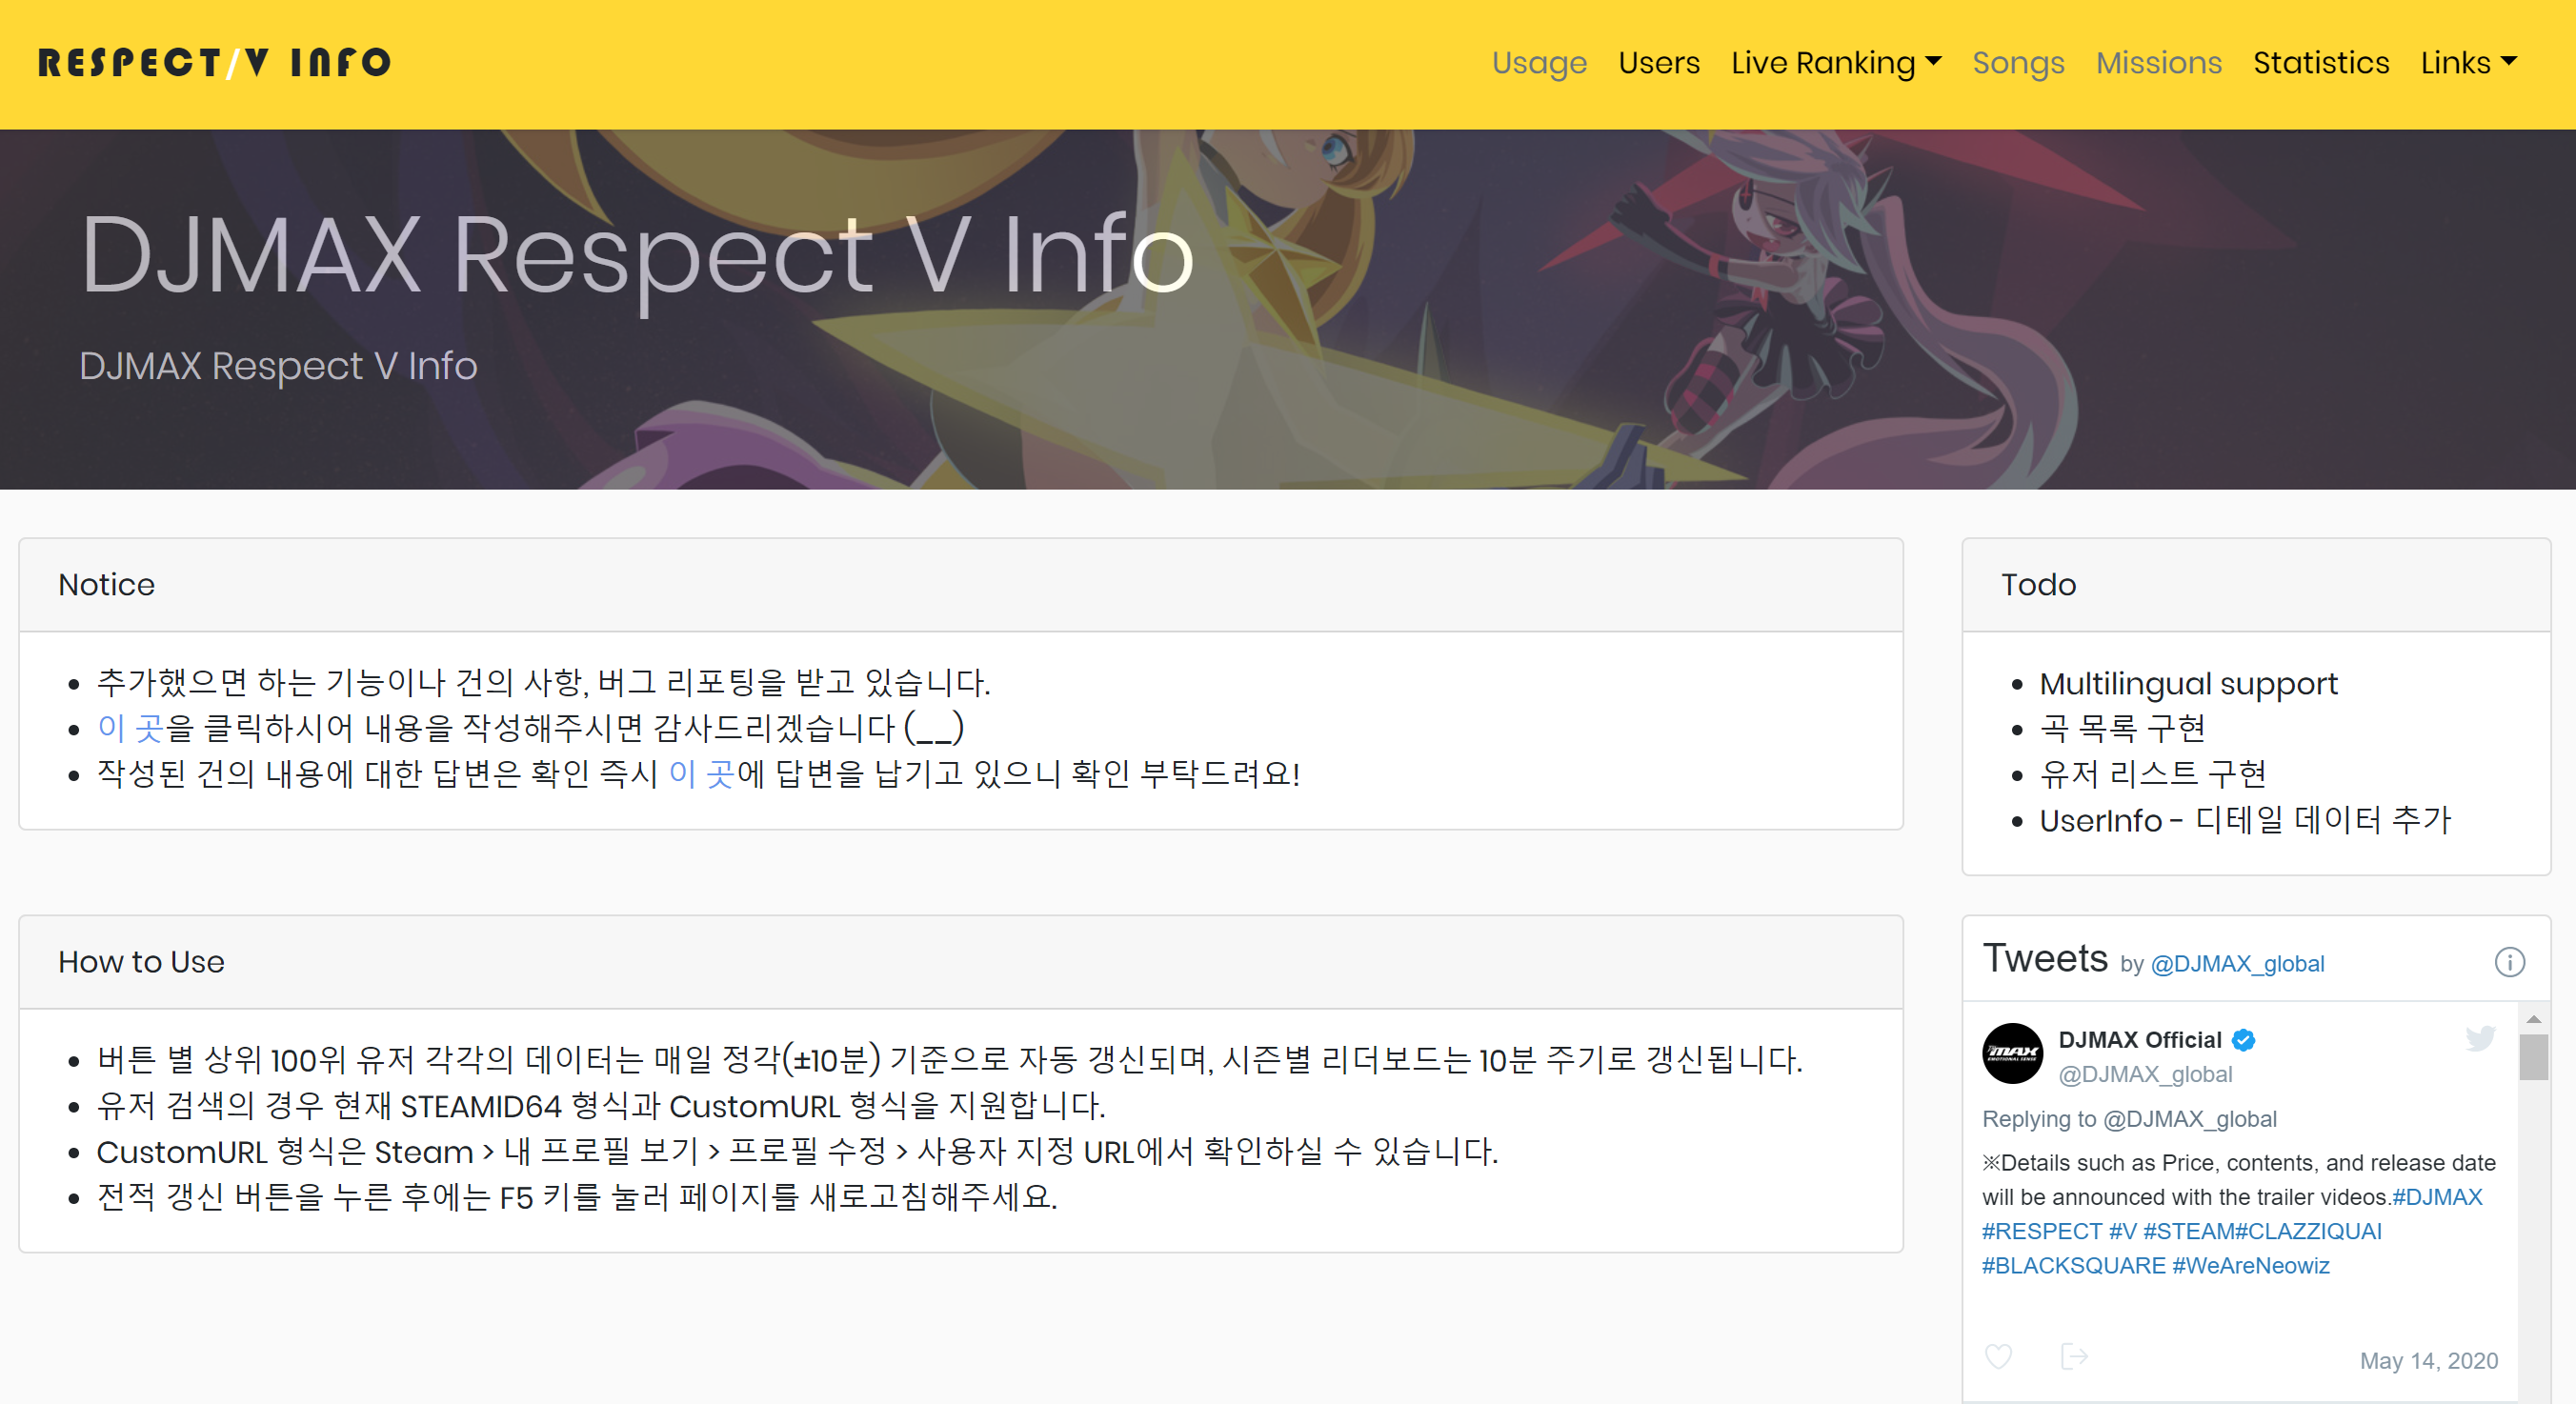 RESPECT/V INFO
Usage Users Live Ranking Songs Missions Statistics Links
DJMAX Respect V Info
DJMAX Respect V Info
Notice
추가했으면 하는 기능이나 건의 사항, 버그 리포팅을 받고 있습니다.
이 곳을 클릭하시어 내용을 작성해주시면 감사드리겠습니다 (__)
작성된 건의 내용에 대한 답변은 확인 즉시 이 곳에 답변을 남기고 있으니 확인 부탁드려요!
Todo
Multilingual support
곡 목록 구현
유저 리스트 구현
UserInfo - 디테일 데이터 추가
How to Use
버튼 별 상위 100위 유저 각각의 데이터는 매일 정각(±10분) 기준으로 자동 갱신되며, 시즌별 리더보드는 10분 주기로 갱신됩니다.
유저 검색의 경우 현재 STEAMID64 형식과 CustomURL 형식을 지원합니다.
CustomURL 형식은 Steam > 내 프로필 보기 > 프로필 수정 > 사용자 지정 URL에서 확인하실 수 있습니다.
전적 갱신 버튼을 누른 후에는 F5 키를 눌러 페이지를 새로고침해주세요.
Tweets by @DJMAX_global
DJMAX Official
@DJMAX_global
Replying to @DJMAX_global
※Details such as Price, contents, and release date
will be announced with the trailer videos.#DJMAX
#RESPECT #V #STEAM#CLAZZIQUAI
#BLACKSQUARE #WeAreNeowiz
May 14, 2020